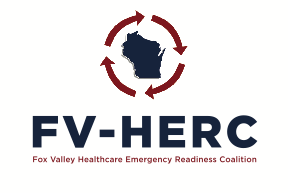 FV-HERC
Fox Valley Healthcare Emergency Readiness Coalition